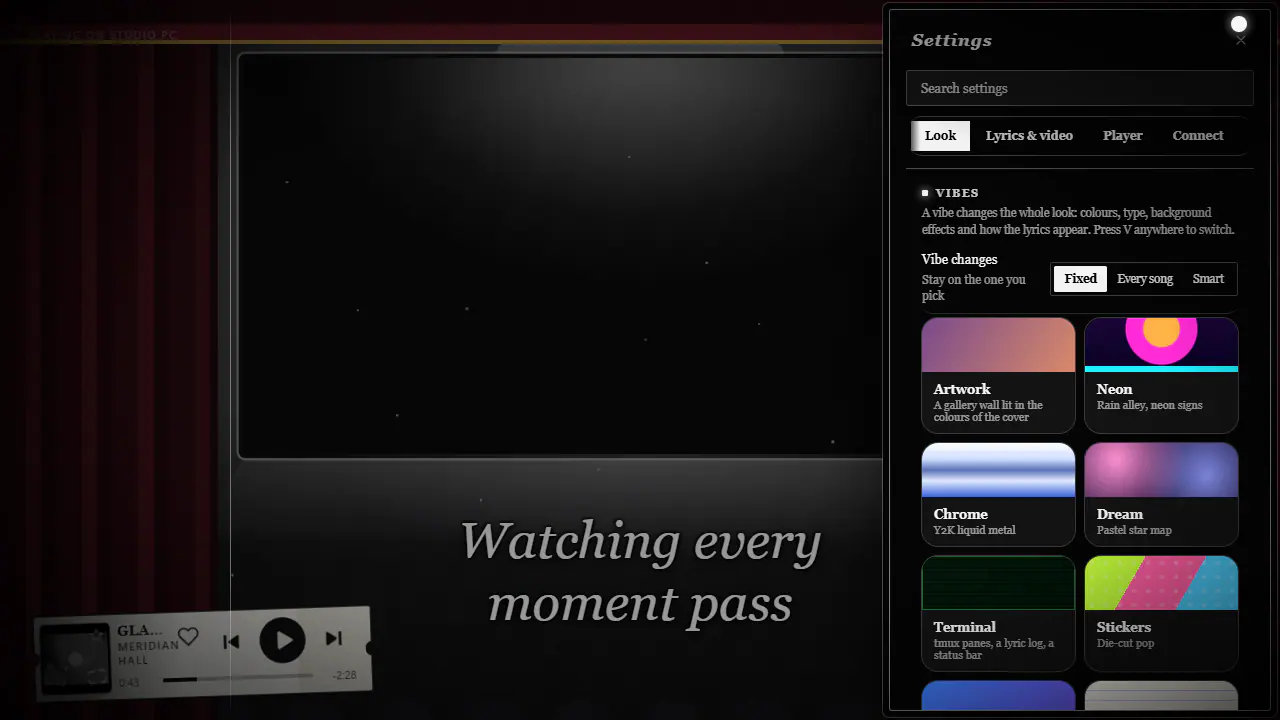 ON STUDIO PC
Settings
×
Search settings
Look
Lyrics & video
Player
Connect
VIBES
A vibe changes the whole look: colours, type, background
effects and how the lyrics appear. Press V anywhere to switch.
Vibe changes
Stay on the one you
pick
Fixed
Every song
Smart
Artwork
A gallery wall lit in the
colours of the cover
Neon
Rain alley, neon signs
Chrome
Y2K liquid metal
Dream
Pastel star map
Terminal
tmux panes, a lyric log, a
status bar
Stickers
Die-cut pop
Watching every
moment pass
GLA...
MERIDIAN
HALL
0:43
-2:28